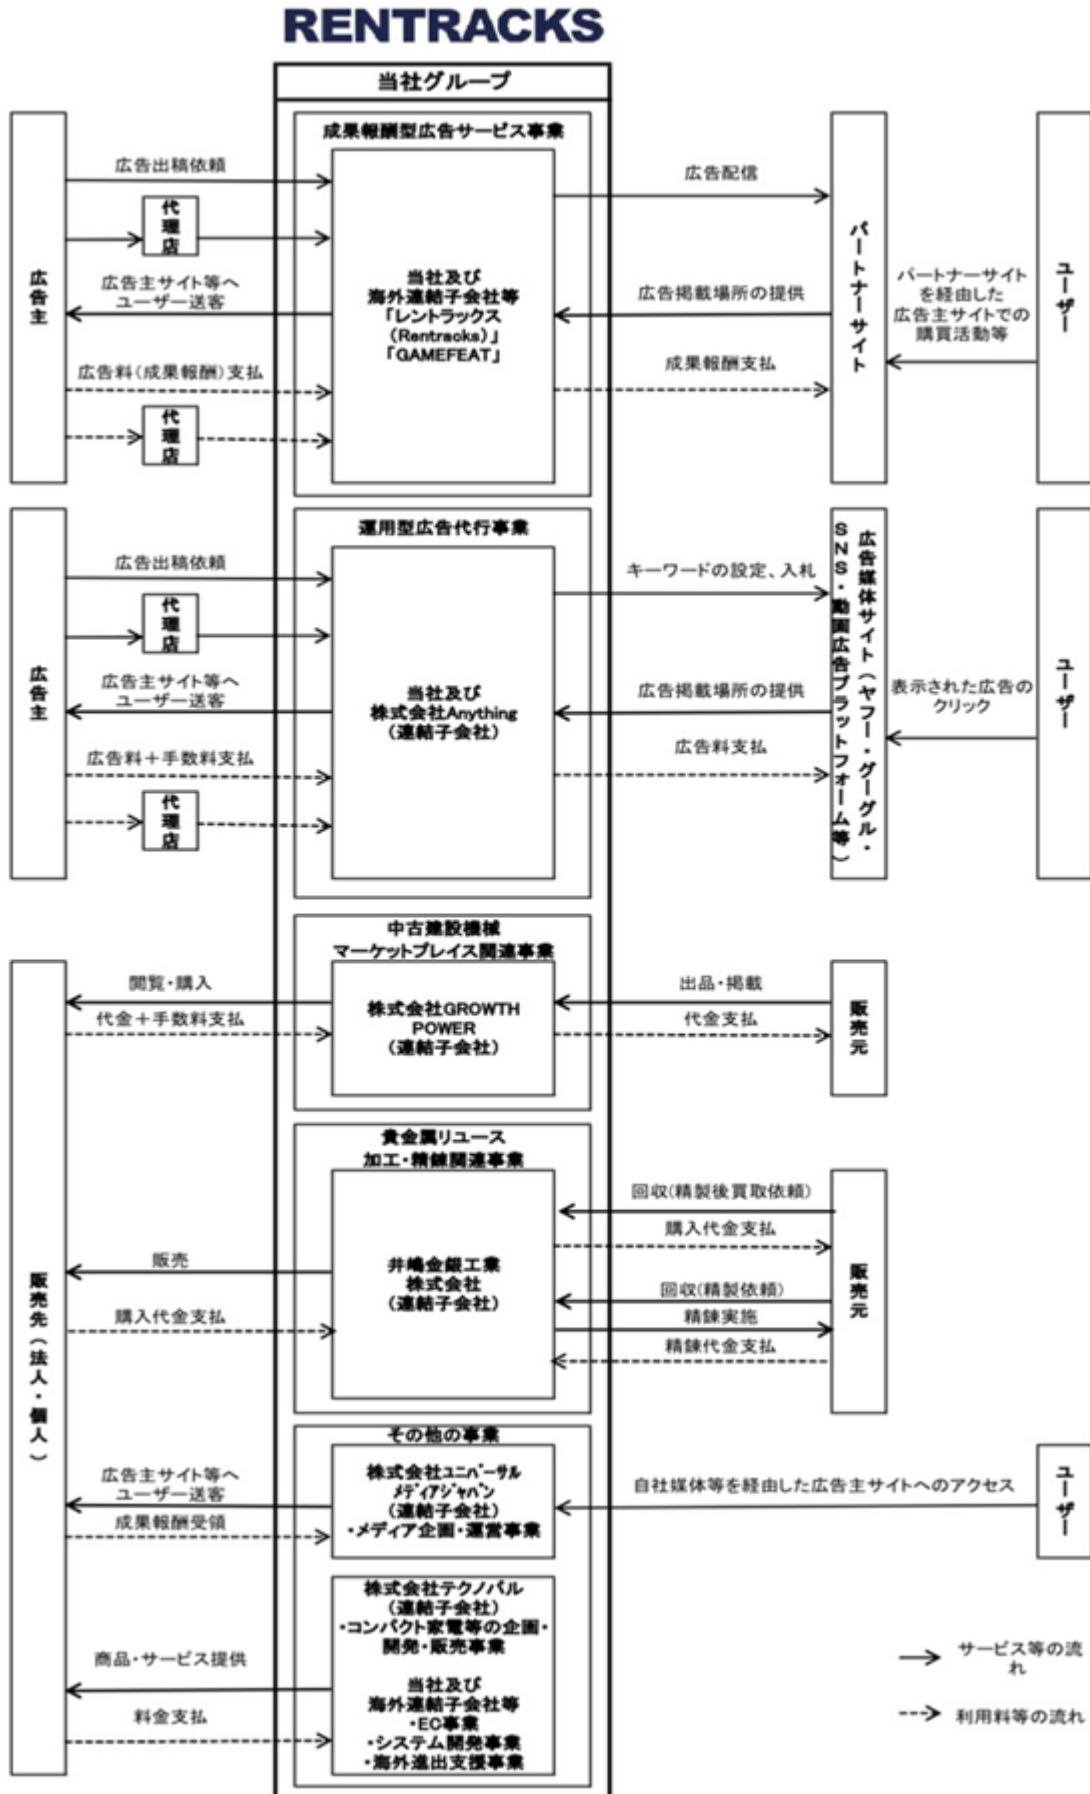 RENTRACKS
当社グループ
成果報酬型広告サービス事業
広告主
広告出稿依頼
代理店
広告主サイト等へ
ユーザー送客
広告料(成果報酬)支払
代理店
当社及び
海外連結子会社等
「レントラックス
(Rentracks)」
「GAMEFEAT」
広告配信
広告掲載場所の提供
成果報酬支払
パートナーサイト
パートナーサイト
を経由した
広告主サイトでの
購買活動等
ユーザー
運用型広告代行事業
広告主
広告出稿依頼
代理店
広告主サイト等へ
ユーザー送客
広告料+手数料支払
代理店
当社及び
株式会社Anything
(連結子会社)
キーワードの設定、入札
広告掲載場所の提供
広告料支払
広告媒体サイト(ヤフー・グーグル・
SNS・動画広告プラットフォーム等)
表示された広告の
クリック
ユーザー
中古建設機械
マーケットプレイス関連事業
販売先(法人・個人)
閲覧・購入
代金+手数料支払
株式会社GROWTH
POWER
(連結子会社)
出品・掲載
代金支払
販売元
貴金属リユース
加工・精錬関連事業
販売
購入代金支払
井嶋金銀工業
株式会社
(連結子会社)
回収(精製後買取依頼)
購入代金支払
回収(精製依頼)
精錬実施
精錬代金支払
販売元
その他の事業
広告主サイト等へ
ユーザー送客
成果報酬受領
株式会社ユニバーサル
メディアジャパン
(連結子会社)
・メディア企画・運営事業
自社媒体等を経由した広告主サイトへのアクセス
ユーザー
商品・サービス提供
料金支払
株式会社テクノパル
(連結子会社)
・コンパクト家電等の企画・
開発・販売事業
当社及び
海外連結子会社等
・EC事業
・システム開発事業
・海外進出支援事業
サービス等の流
れ
利用料等の流れ